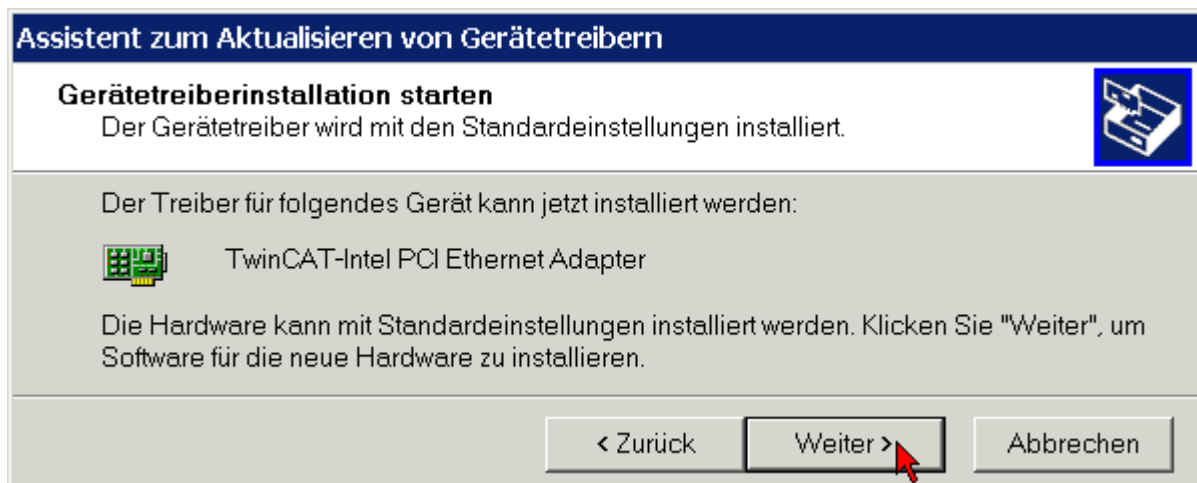 Assistent zum Aktualisieren von Gerätetreibern
Gerätetreiberinstallation starten
Der Gerätetreiber wird mit den Standardeinstellungen installiert.
Der Treiber für folgendes Gerät kann jetzt installiert werden:
TwinCAT-Intel PCI Ethernet Adapter
Die Hardware kann mit Standardeinstellungen installiert werden. Klicken Sie "Weiter", um
Software für die neue Hardware zu installieren.
< Zurück Weiter > Abbrechen